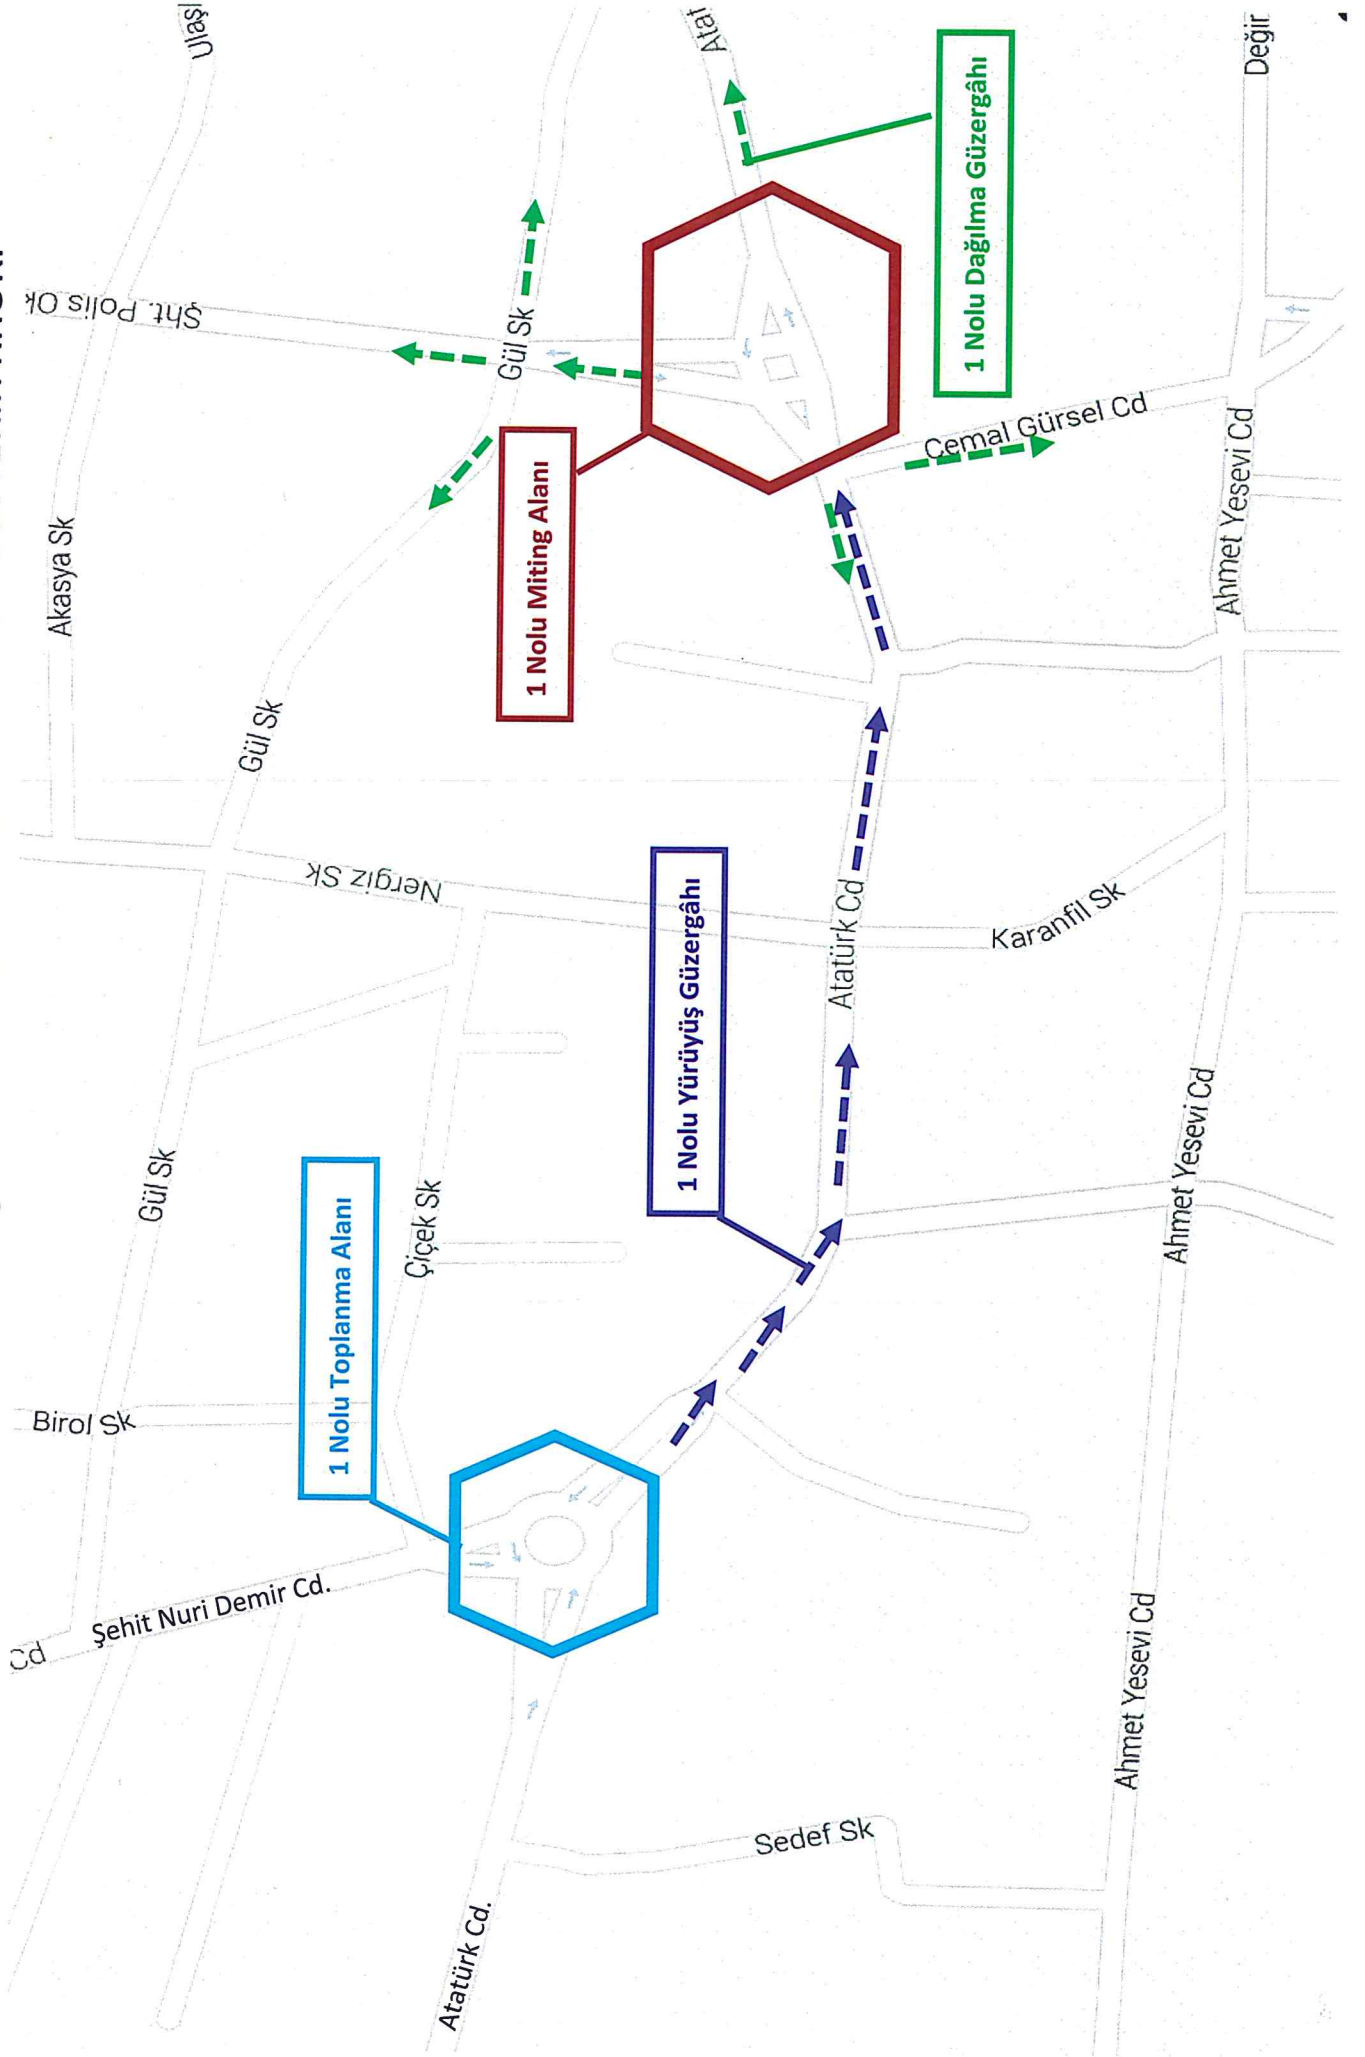 Cd
Akasya Sk
Birol Sk
Şht. Polis Ok
Gül Sk
Ulaşl
Şehit Nuri Demir Cd.
Gül Sk
1 Nolu Toplanma Alanı
Nergiz Sk
Çiçek Sk
Atatürk Cd.
Gül Sk
1 Nolu Miting Alanı
1 Nolu Yürüyüş Güzergâhı
Atat
Sedef Sk
Atatürk Cd
1 Nolu Dağılma Güzergâhı
Cemal Gürsel Cd
Karanfil Sk
Ahmet Yesevi Cd
Ahmet Yesevi Cd
Ahmet Yesevi Cd
Değir